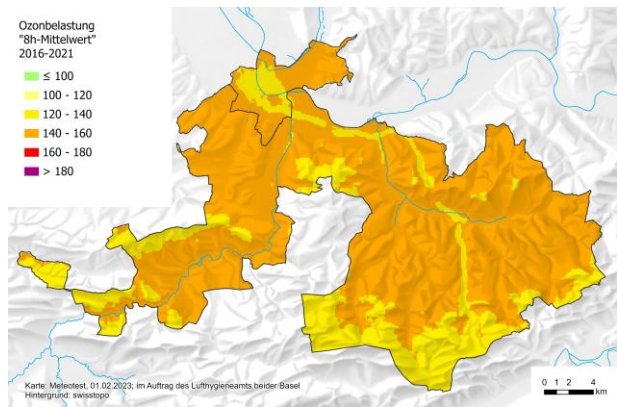 Ozonbelastung
"8h-Mittelwert"
2016-2021
≤ 100
100 - 120
120 - 140
140 - 160
160 - 180
> 180
Karte: Meteotest, 01.02.2023; im Auftrag des Lufthygieneamts beider Basel
Hintergrund: swisstopo
0 1 2 4
km